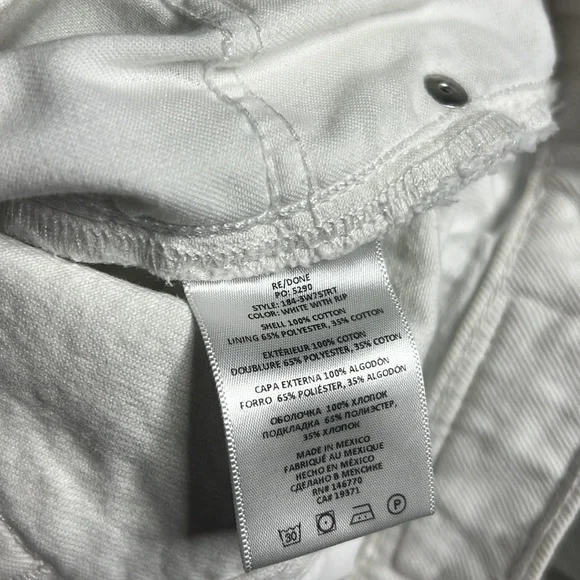 RE/DONE
PO: 5290
STYLE: 184-3W7STRT
COLOR: WHITE WITH RIP
SHELL 100% COTTON
LINING 65% POLYESTER, 35% COTTON
EXTÉRIEUR 100% COTON
DOUBLURE 65% POLYESTER, 35% COTON
CAPA EXTERNA 100% ALGODÓN
FORRO 65% POLIÉSTER, 35% ALGODÓN
ОБОЛОЧКА 100% ХЛОПОК
ПОДКЛАДКА 65% ПОЛИЭСТЕР,
35% ХЛОПОК
MADE IN MÉXICO
FABRIQUÉ AU MEXIQUE
HECHO EN MÉXICO
СДЕЛАНО В МЕКСИКЕ
RN# 146770
CA# 19371
30 P